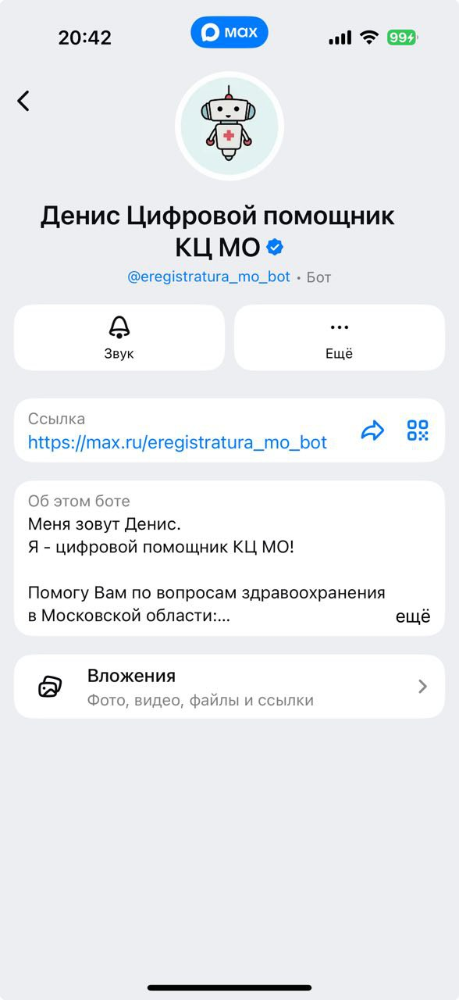 20:42
max
99
Денис Цифровой помощник
КЦ МО
@eregistratura_mo_bot • Бот
Звук
Ещё
Ссылка
https://max.ru/eregistratura_mo_bot
Об этом боте
Меня зовут Денис.
Я - цифровой помощник КЦ МО!
Помогу Вам по вопросам здравоохранения
в Московской области:...
ещё
Вложения
Фото, видео, файлы и ссылки